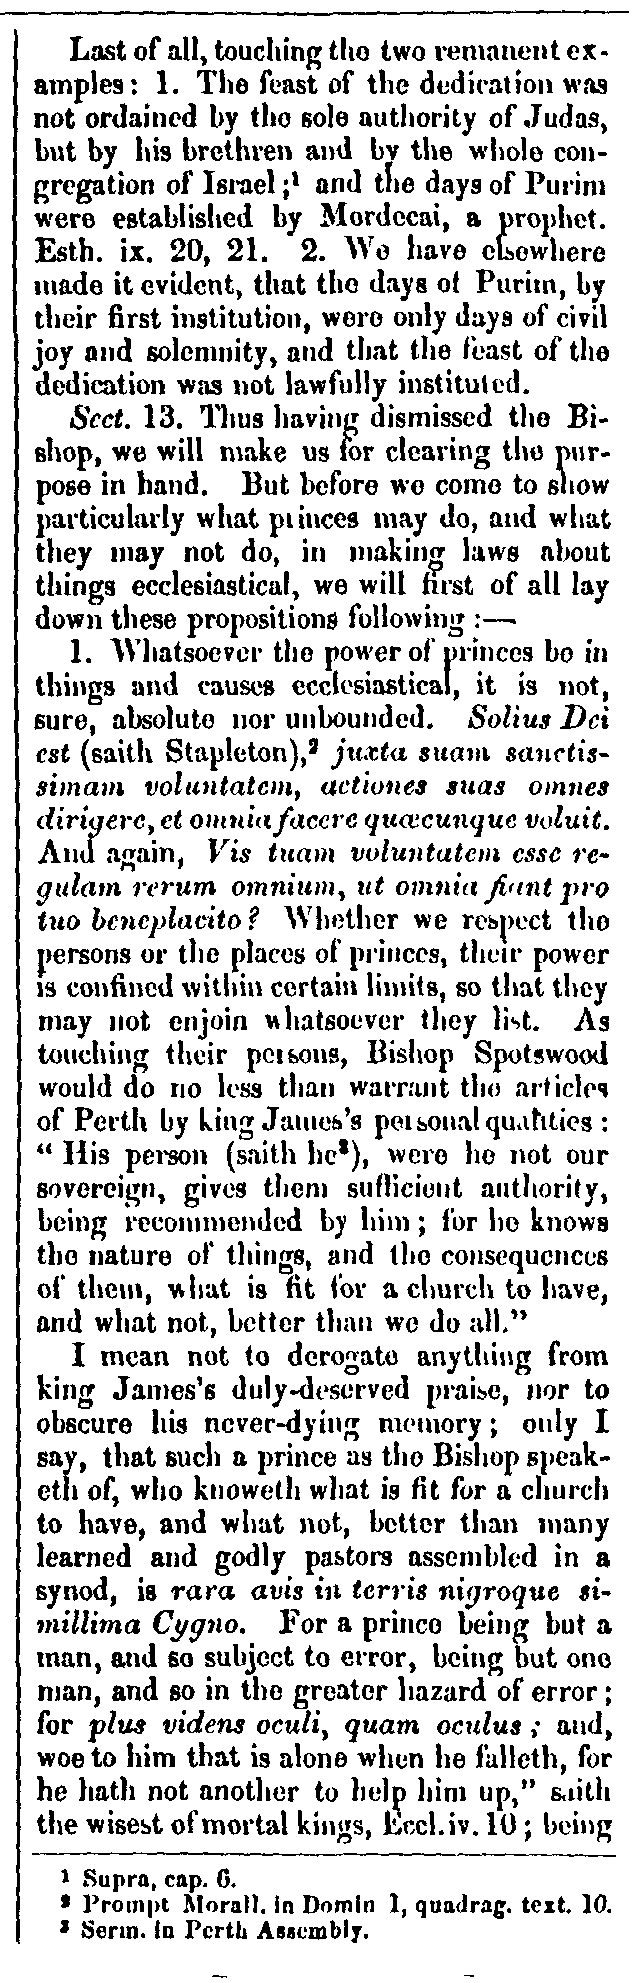 Last of all, touching the two remanent ex-
amples: 1. The feast of the dedication was
not ordained by the sole authority of Judas,
but by his brethren and by the whole con-
gregation of Israel;¹ and the days of Purim
were established by Mordecai, a prophet.
Esth. ix. 20, 21. 2. We have elsewhere
made it evident, that the days of Purim, by
their first institution, were only days of civil
joy and solemnity, and that the feast of the
dedication was not lawfully instituted.
Sect. 13. Thus having dismissed the Bi-
shop, we will make us for clearing the pur-
pose in hand. But before we come to show
particularly what princes may do, and what
they may not do, in making laws about
things ecclesiastical, we will first of all lay
down these propositions following:—
1. Whatsoever the power of princes be in
things and causes ecclesiastical, it is not,
sure, absolute nor unbounded. Solius Dei
est (saith Stapleton),² juxta suam sanctis-
simam voluntatem, actiones suas omnes
dirigere, et omnia facere quæcunque voluit.
And again, Vis tuam voluntatem esse re-
gulam rerum omnium, ut omnia fiant pro
tuo beneplacito? Whether we respect the
persons or the places of princes, their power
is confined within certain limits, so that they
may not enjoin whatsoever they list. As
touching their persons, Bishop Spotswood
would do no less than warrant the articles
of Perth by king James's personal qualities:
“ His person (saith he³), were he not our
sovereign, gives them sufficient authority,
being recommended by him; for he knows
the nature of things, and the consequences
of them, what is fit for a church to have,
and what not, better than we do all.”
I mean not to derogate anything from
king James's duly-deserved praise, nor to
obscure his never-dying memory; only I
say, that such a prince as the Bishop speak-
eth of, who knoweth what is fit for a church
to have, and what not, better than many
learned and godly pastors assembled in a
synod, is rara avis in terris nigroque si-
millima Cygno. For a prince being but a
man, and so subject to error, being but one
man, and so in the greater hazard of error;
for plus videns oculi, quam oculus; and,
woe to him that is alone when he falleth, for
he hath not another to help him up,” saith
the wisest of mortal kings, Eccl. iv. 10; being
¹ Supra, cap. 6.
² Prompt Morall. in Domin 1, quadrag. text. 10.
³ Serm. in Perth Assembly.